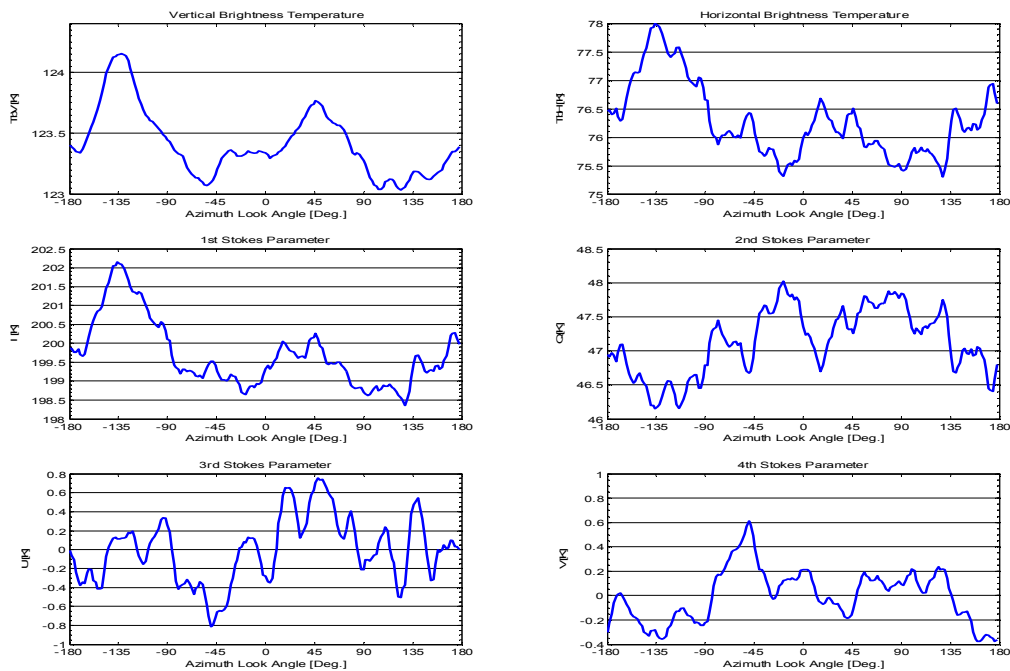 Vertical Brightness Temperature
124
123.5
123
-180 -135 -90 -45 0 45 90 135 180
Azimuth Look Angle [Deg.]
Horizontal Brightness Temperature
78
77.5
77
76.5
76
75.5
75
-180 -135 -90 -45 0 45 90 135 180
Azimuth Look Angle [Deg.]
1st Stokes Parameter
I [K]
202.5
202
201.5
201
200.5
200
199.5
199
198.5
198
-180 -135 -90 -45 0 45 90 135 180
Azimuth Look Angle [Deg.]
2nd Stokes Parameter
Q[K]
48.5
48
47.5
47
46.5
46
-180 -135 -90 -45 0 45 90 135 180
Azimuth Look Angle [Deg.]
3rd Stokes Parameter
U[K]
0.8
0.6
0.4
0.2
0
-0.2
-0.4
-0.6
-0.8
-1
-180 -135 -90 -45 0 45 90 135 180
Azimuth Look Angle [Deg.]
4th Stokes Parameter
V[K]
1
0.8
0.6
0.4
0.2
0
-0.2
-0.4
-180 -135 -90 -45 0 45 90 135 180
Azimuth Look Angle [Deg.]